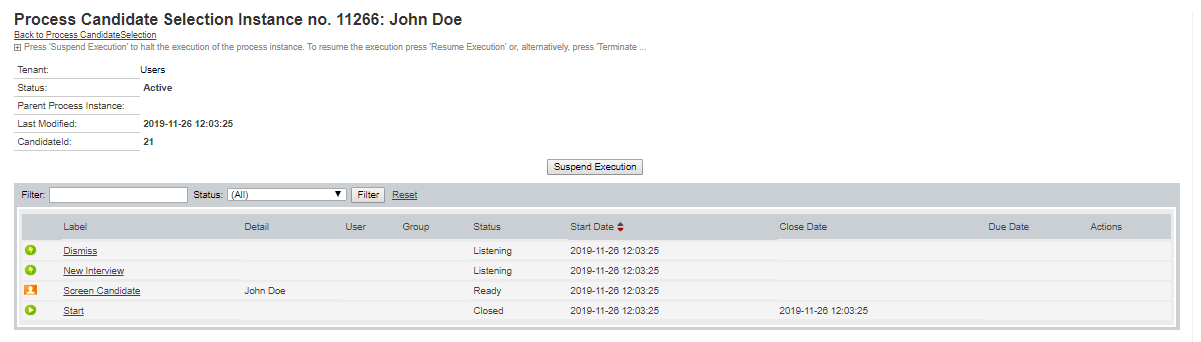 Process Candidate Selection Instance no. 11266: John Doe
Back to Process CandidateSelection
Press 'Suspend Execution' to halt the execution of the process instance. To resume the execution press 'Resume Execution' or, alternatively, press 'Terminate ...
Tenant: Users
Status: Active
Parent Process Instance:
Last Modified: 2019-11-26 12:03:25
CandidateId: 21
Suspend Execution
Filter: Status: (All) Filter Reset
Label Detail User Group Status Start Date Close Date Due Date Actions
Dismiss Listening 2019-11-26 12:03:25
New Interview Listening 2019-11-26 12:03:25
Screen Candidate John Doe Ready 2019-11-26 12:03:25
Start Closed 2019-11-26 12:03:25 2019-11-26 12:03:25